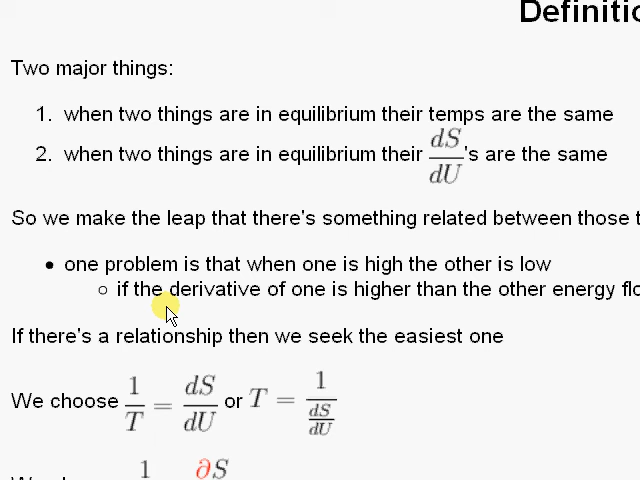 Definitio
Two major things:
1. when two things are in equilibrium their temps are the same
2. when two things are in equilibrium their dS/dU's are the same
So we make the leap that there's something related between those t
• one problem is that when one is high the other is low
○ if the derivative of one is higher than the other energy flo
If there's a relationship then we seek the easiest one
We choose 1/T = dS/dU or T = 1/(dS/dU)
1 ∂S